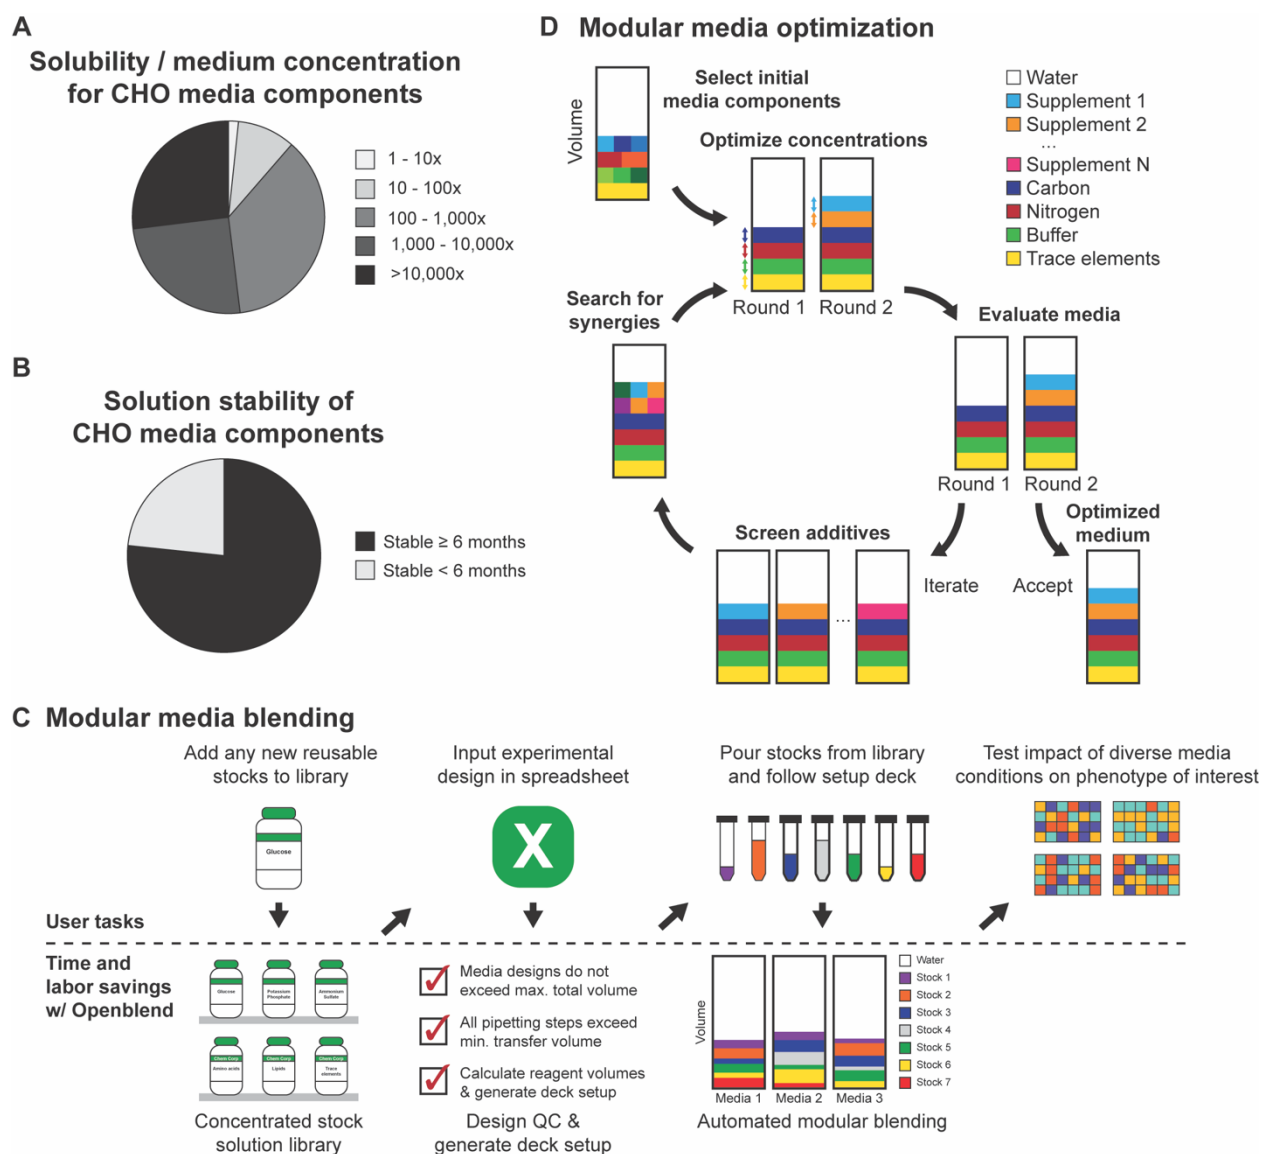 A
Solubility / medium concentration
for CHO media components
1 - 10x
10 - 100x
100 - 1,000x
1,000 - 10,000x
>10,000x
B
Solution stability of
CHO media components
Stable ≥ 6 months
Stable < 6 months
D Modular media optimization
Volume
Select initial
media components
Optimize concentrations
Round 1
Round 2
Water
Supplement 1
Supplement 2
...
Supplement N
Carbon
Nitrogen
Buffer
Trace elements
Search for
synergies
Evaluate media
Round 1
Round 2
Screen additives
...
Iterate
Accept
Optimized
medium
C Modular media blending
Add any new reusable
stocks to library
Glucose
Input experimental
design in spreadsheet
X
Pour stocks from library
and follow setup deck
Test impact of diverse media
conditions on phenotype of interest
User tasks
Time and
labor savings
w/ Openblend
Glucose
Potassium
Phosphate
Ammonium
Sulfate
Chem Corp
Amino acids
Chem Corp
Lipids
Chem Corp
Trace
elements
Concentrated stock
solution library
Media designs do not
exceed max. total volume
All pipetting steps exceed
min. transfer volume
Calculate reagent volumes
& generate deck setup
Design QC &
generate deck setup
Volume
Media 1
Media 2
Media 3
Water
Stock 1
Stock 2
Stock 3
Stock 4
Stock 5
Stock 6
Stock 7
Automated modular blending